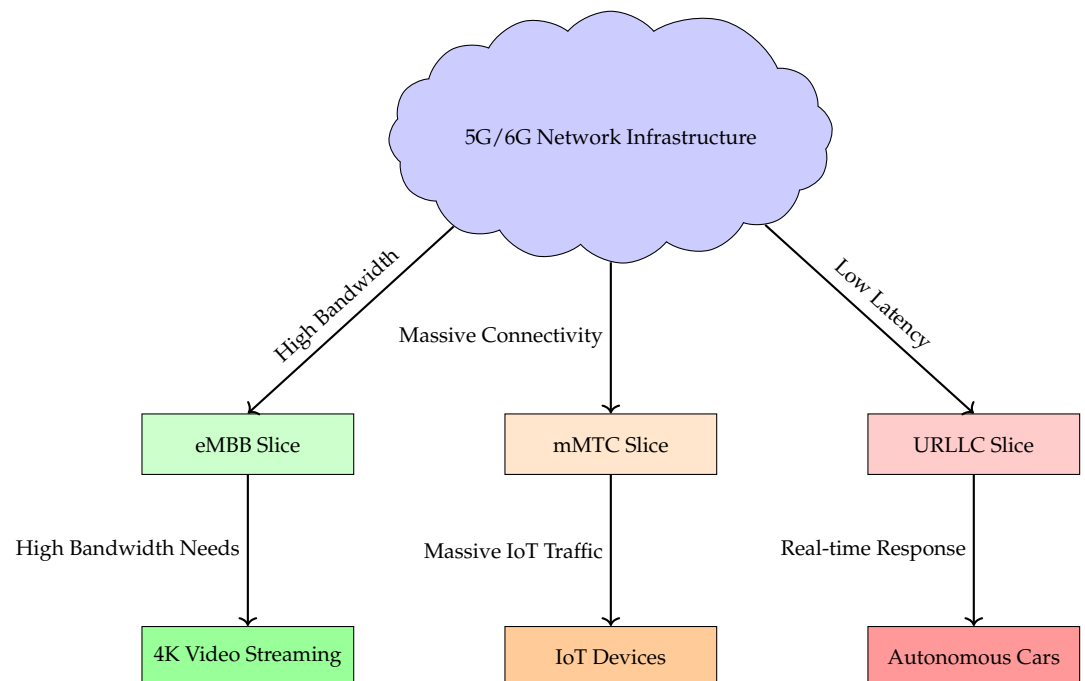 5G/6G Network Infrastructure
High Bandwidth
Massive Connectivity
Low Latency
eMBB Slice
mMTC Slice
URLLC Slice
High Bandwidth Needs
Massive IoT Traffic
Real-time Response
4K Video Streaming
IoT Devices
Autonomous Cars